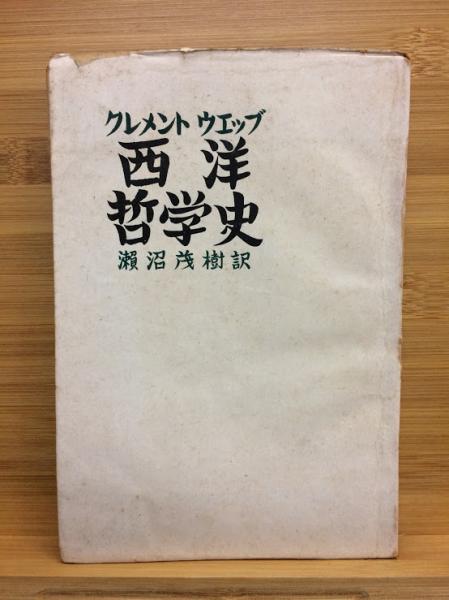 クレメント ウエッブ
西洋
哲学史
瀬沼茂樹訳